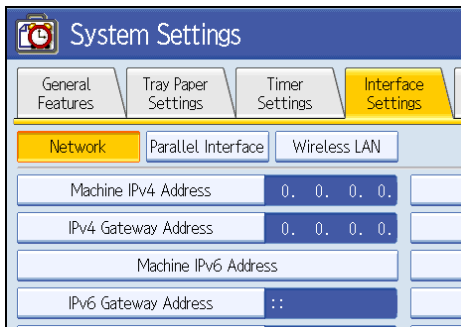 System Settings
General Features
Tray Paper Settings
Timer Settings
Interface Settings
Network
Parallel Interface
Wireless LAN
Machine IPv4 Address 0. 0. 0. 0.
IPv4 Gateway Address 0. 0. 0. 0.
Machine IPv6 Address
IPv6 Gateway Address ::